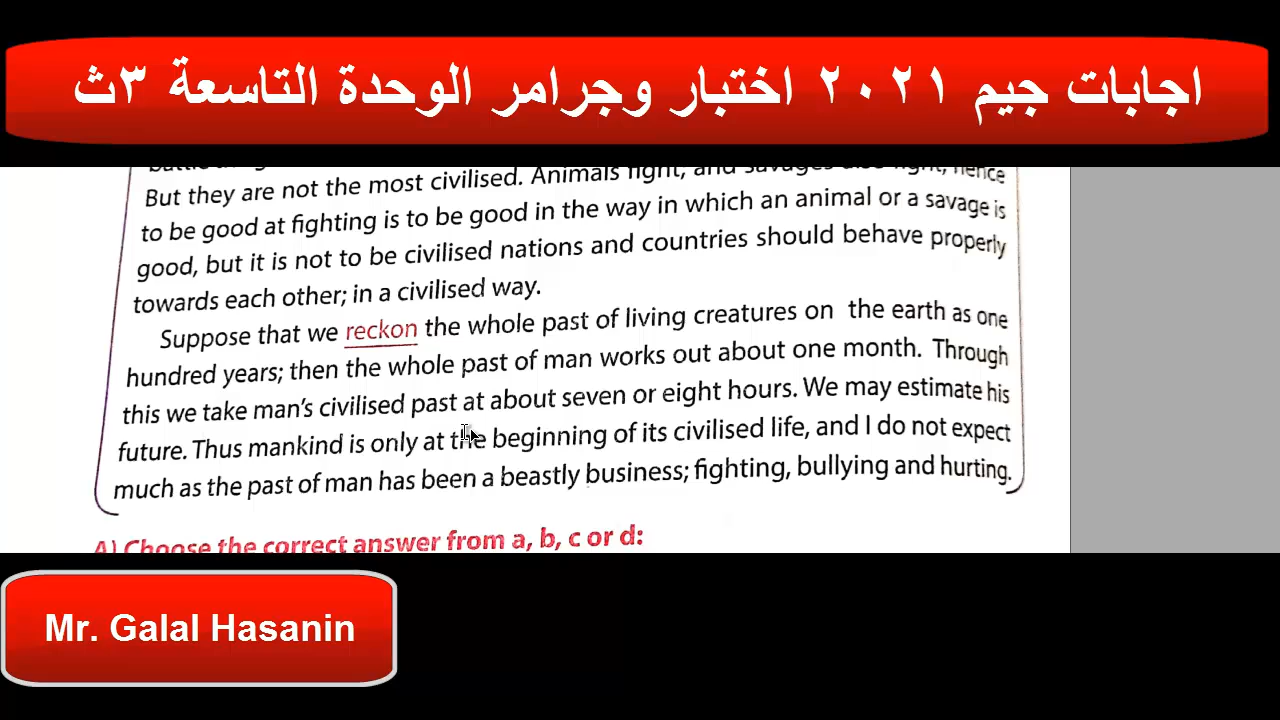 اجابات جيم ٢٠٢١ اختبار وجرامر الوحدة التاسعة ٣ث
But they are not the most civilised. Animals fight, and savages also fight, hence
to be good at fighting is to be good in the way in which an animal or a savage is
good, but it is not to be civilised nations and countries should behave properly
towards each other; in a civilised way.
Suppose that we reckon the whole past of living creatures on the earth as one
hundred years; then the whole past of man works out about one month. Through
this we take man's civilised past at about seven or eight hours. We may estimate his
future. Thus mankind is only at the beginning of its civilised life, and I do not expect
much as the past of man has been a beastly business; fighting, bullying and hurting.
A) Choose the correct answer from a, b, c or d:
Mr. Galal Hasanin